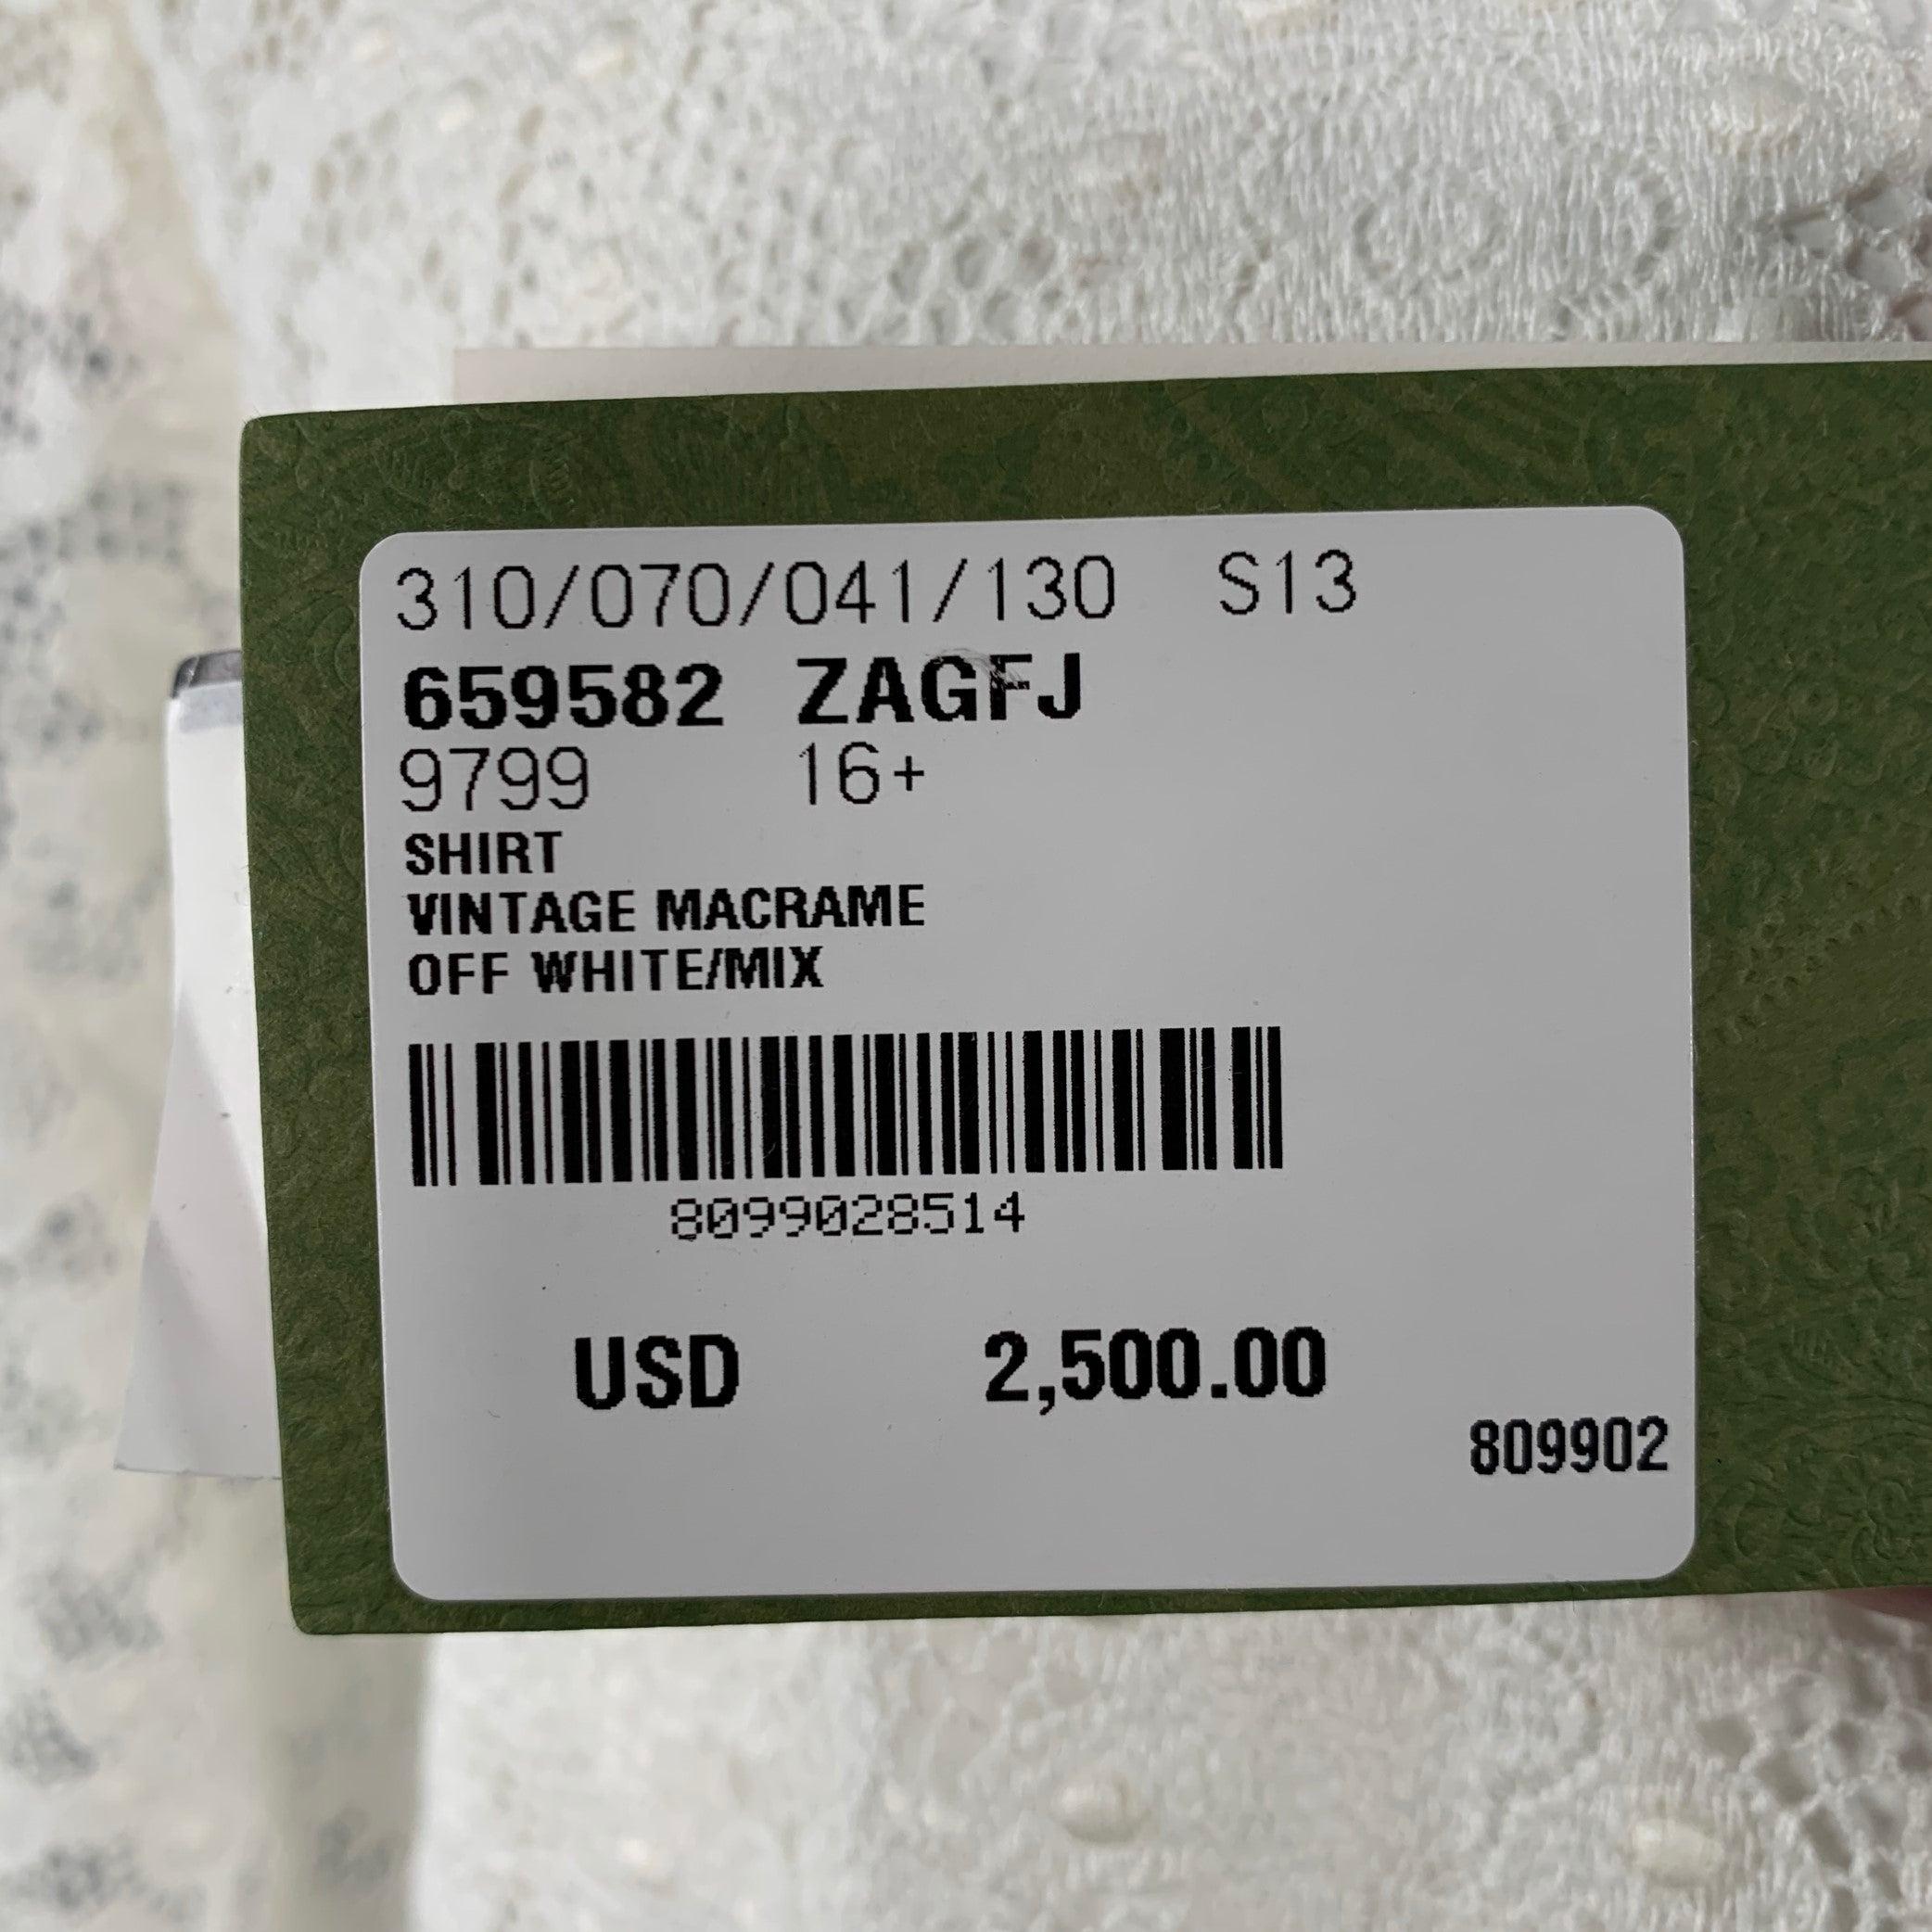 310/070/041/130 S13
659582 ZAGFJ
9799 16+
SHIRT
VINTAGE MACRAME
OFF WHITE/MIX
8099028514
USD 2,500.00
809902